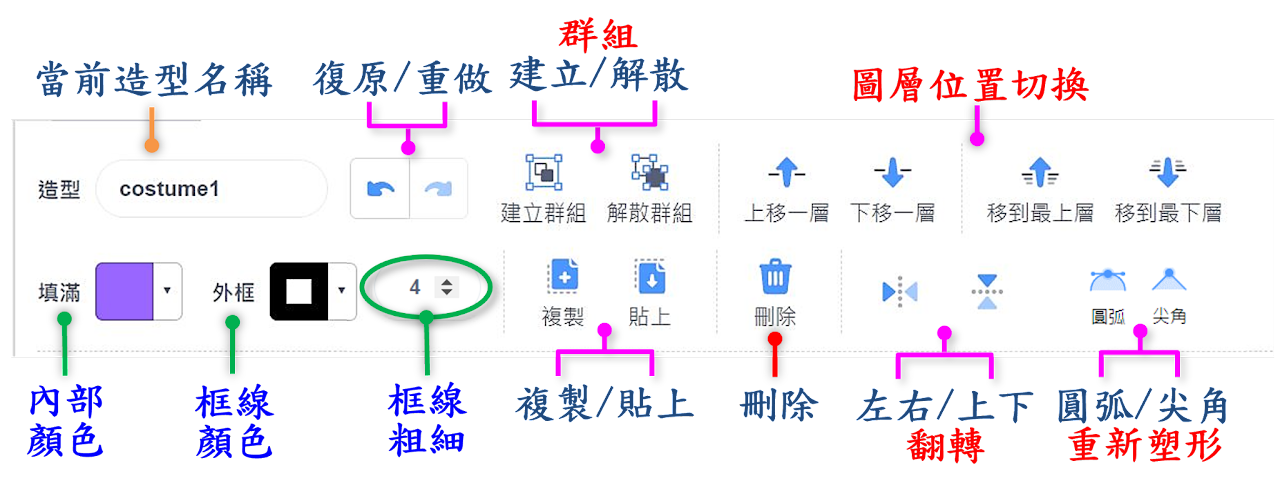 群組
當前造型名稱
復原/重做
建立/解散
圖層位置切換
造型
costume1
建立群組
解散群組
上移一層
下移一層
移到最上層
移到最下層
填滿
外框
4
複製
貼上
刪除
圓弧
尖角
內部
顏色
框線
顏色
框線
粗細
複製/貼上
刪除
左右/上下
翻轉
圓弧/尖角
重新塑形